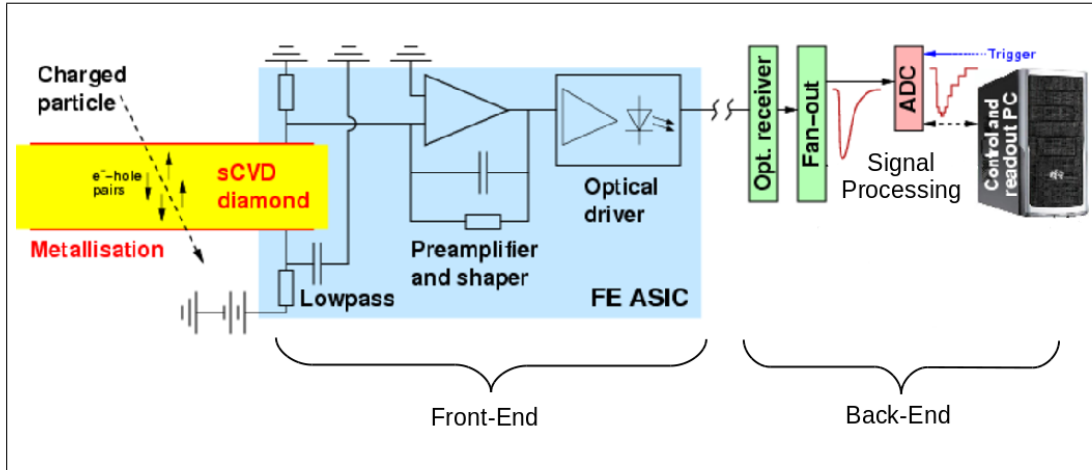 Charged
particle
e⁻-hole
pairs
sCVD
diamond
Metallisation
Lowpass
Preamplifier
and shaper
Optical
driver
FE ASIC
Opt. receiver
Fan-out
ADC
Trigger
Signal
Processing
Control and
readout PC
Front-End
Back-End